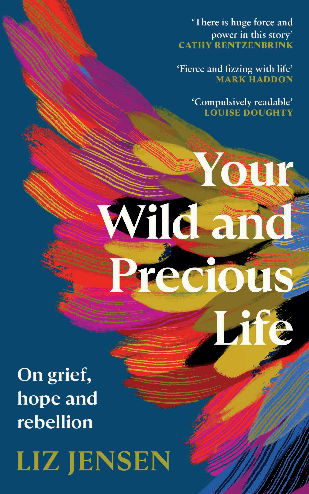 ‘There is huge force and
power in this story’
CATHY RENTZENBRINK
‘Fierce and fizzing with life’
MARK HADDON
‘Compulsively readable’
LOUISE DOUGHTY
Your
Wild and
Precious
Life
On grief,
hope and
rebellion
LIZ JENSEN